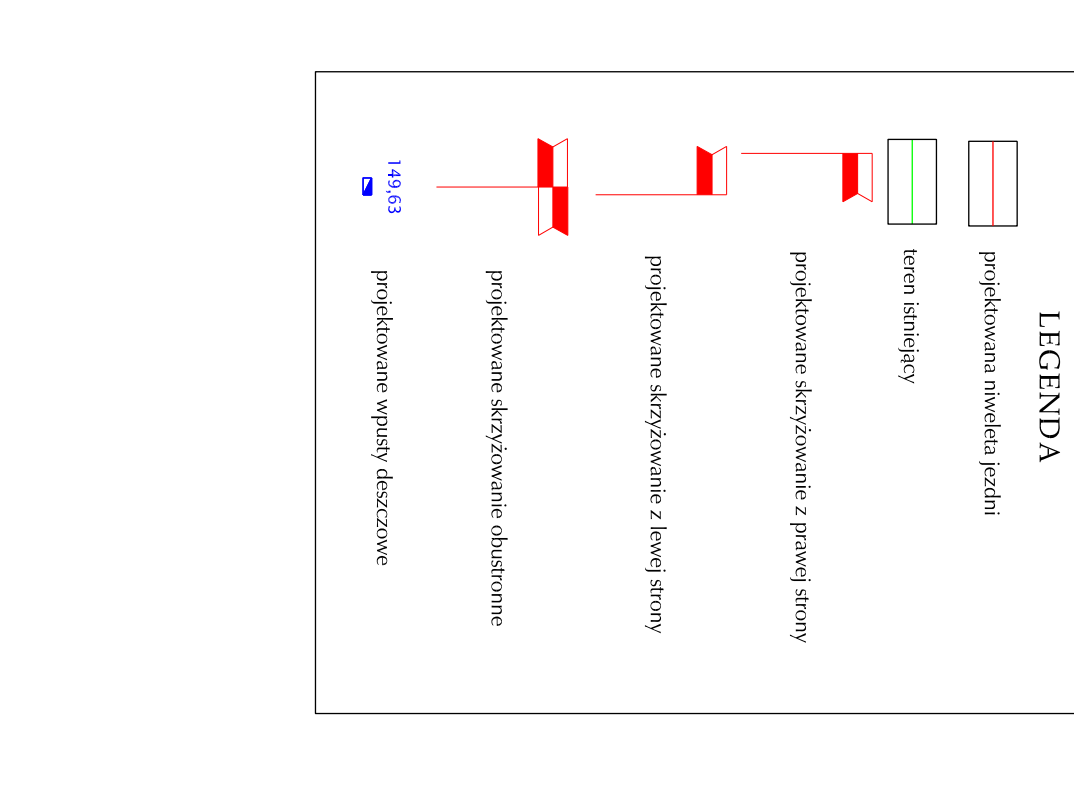 LEGENDA
projektowana niweleta jezdni
teren istniejący
projektowane skrzyżowanie z prawej strony
projektowane skrzyżowanie z lewej strony
projektowane skrzyżowanie obustronne
149,63
projektowane wpusty deszczowe